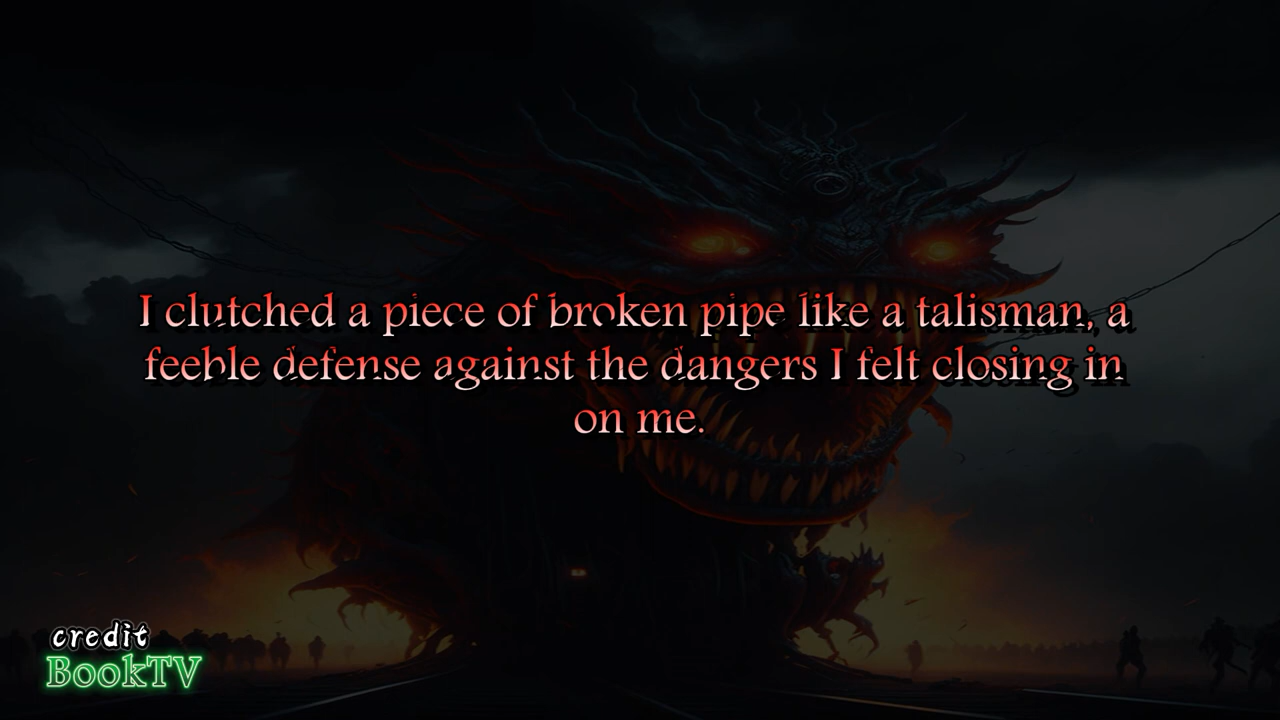 I clutched a piece of broken pipe like a talisman, a
feeble defense against the dangers I felt closing in
on me.
credit
BookTV